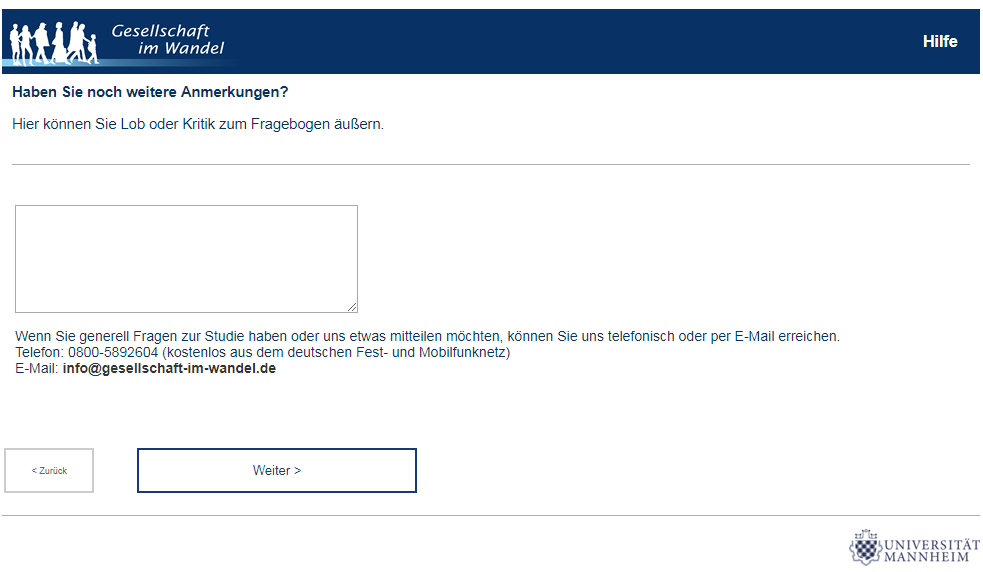 Gesellschaft
im Wandel
Hilfe
Haben Sie noch weitere Anmerkungen?
Hier können Sie Lob oder Kritik zum Fragebogen äußern.
Wenn Sie generell Fragen zur Studie haben oder uns etwas mitteilen möchten, können Sie uns telefonisch oder per E-Mail erreichen.
Telefon: 0800-5892604 (kostenlos aus dem deutschen Fest- und Mobilfunknetz)
E-Mail: info@gesellschaft-im-wandel.de
< Zurück
Weiter >
UNIVERSITÄT
MANNHEIM